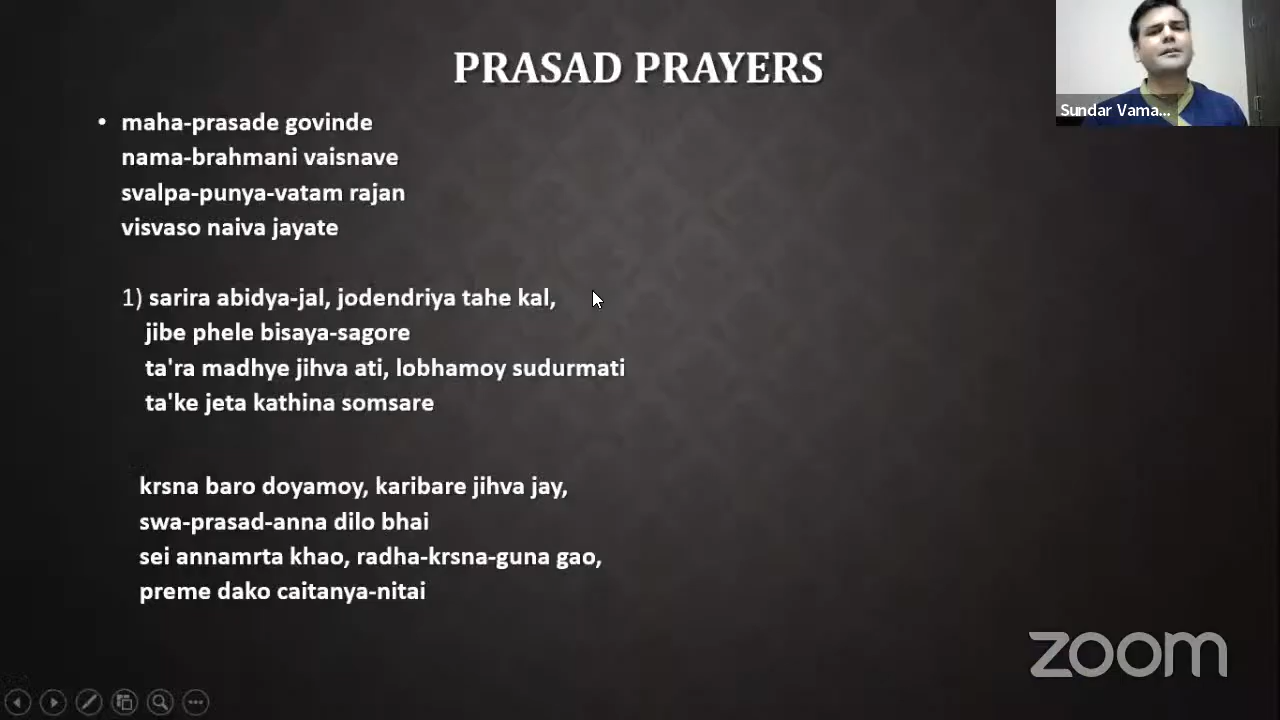 PRASAD PRAYERS
Sundar Vama...
• maha-prasade govinde
nama-brahmani vaisnave
svalpa-punya-vatam rajan
visvaso naiva jayate
1) sarira abidya-jal, jodendriya tahe kal,
jibe phele bisaya-sagore
ta'ra madhye jihva ati, lobhamoy sudurmati
ta'ke jeta kathina somsare
krsna baro doyamoy, karibare jihva jay,
swa-prasad-anna dilo bhai
sei annamrta khao, radha-krsna-guna gao,
preme dako caitanya-nitai
zoom